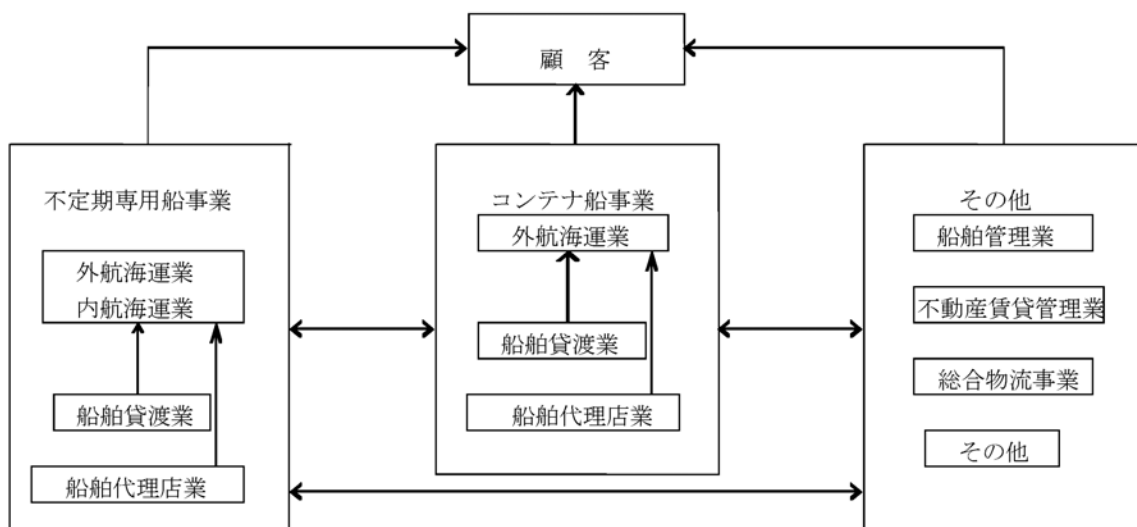 顧 客
不定期専用船事業
外航海運業
内航海運業
船舶貸渡業
船舶代理店業
コンテナ船事業
外航海運業
船舶貸渡業
船舶代理店業
その他
船舶管理業
不動産賃貸管理業
総合物流事業
その他